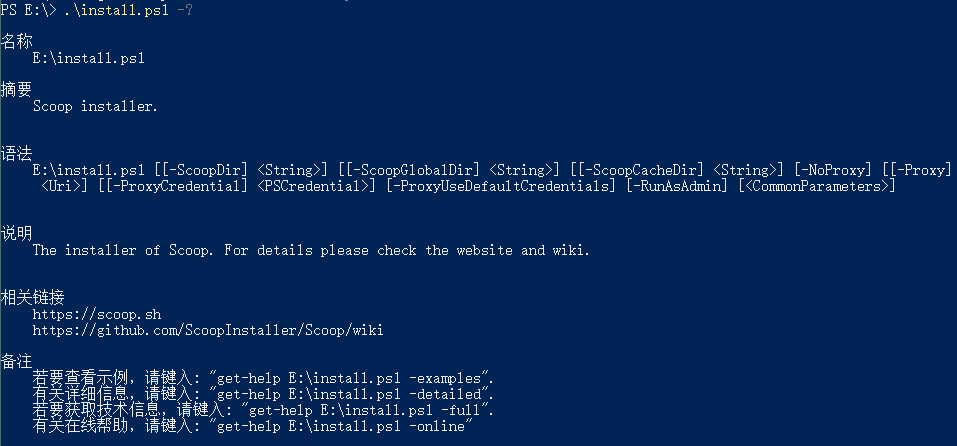 PS E:\> .\install.ps1 -?
名称
E:\install.ps1
摘要
Scoop installer.
语法
E:\install.ps1 [[-ScoopDir] <String>] [[-ScoopGlobalDir] <String>] [[-ScoopCacheDir] <String>] [-NoProxy] [[-Proxy]
<Uri>] [[-ProxyCredential] <PSCredential>] [-ProxyUseDefaultCredentials] [-RunAsAdmin] [<CommonParameters>]
说明
The installer of Scoop. For details please check the website and wiki.
相关链接
https://scoop.sh
https://github.com/ScoopInstaller/Scoop/wiki
备注
若要查看示例，请键入: "get-help E:\install.ps1 -examples".
有关详细信息，请键入: "get-help E:\install.ps1 -detailed".
若要获取技术信息，请键入: "get-help E:\install.ps1 -full".
有关在线帮助，请键入: "get-help E:\install.ps1 -online"